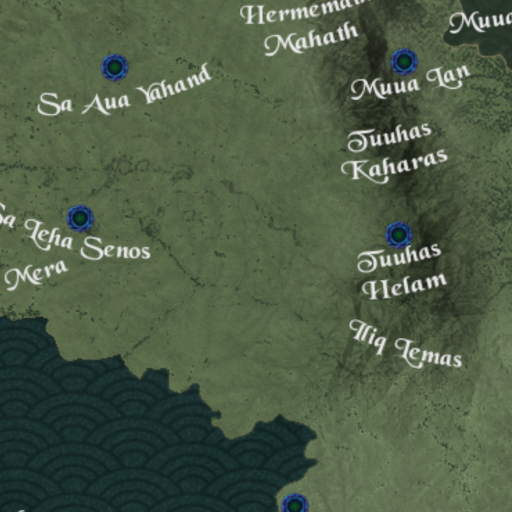 Mahath
Muua Lan
Sa Aua Yahand
Tuuhas
Kaharas
Sa Leha Senos
Mera
Tuuhas
Helam
Iliq Lemas